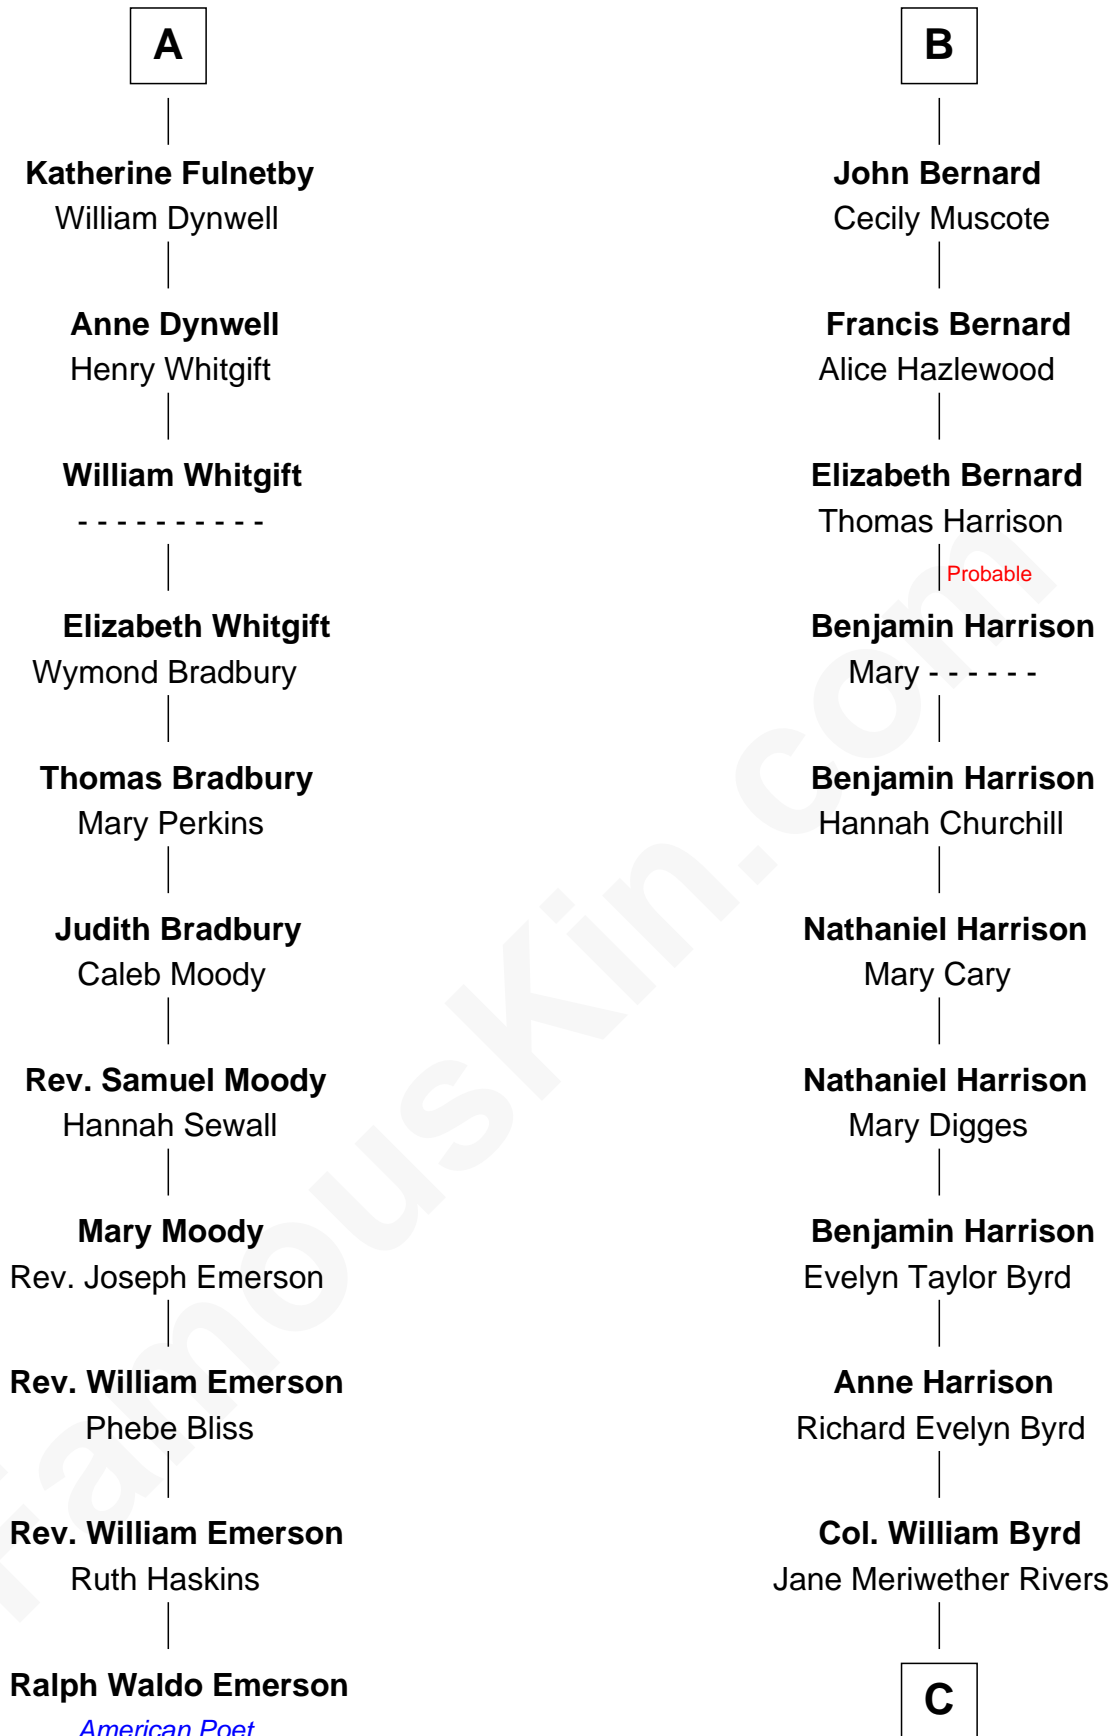 A
Katherine Fulnetby
William Dynwell
Anne Dynwell
Henry Whitgift
William Whitgift
- - - - - - - - - -
Elizabeth Whitgift
Wymond Bradbury
Thomas Bradbury
Mary Perkins
Judith Bradbury
Caleb Moody
Rev. Samuel Moody
Hannah Sewall
Mary Moody
Rev. Joseph Emerson
Rev. William Emerson
Phebe Bliss
Rev. William Emerson
Ruth Haskins
Ralph Waldo Emerson
American Poet
B
John Bernard
Cecily Muscote
Francis Bernard
Alice Hazlewood
Elizabeth Bernard
Thomas Harrison
Probable
Benjamin Harrison
Mary - - - - - -
Benjamin Harrison
Hannah Churchill
Nathaniel Harrison
Mary Cary
Nathaniel Harrison
Mary Digges
Benjamin Harrison
Evelyn Taylor Byrd
Anne Harrison
Richard Evelyn Byrd
Col. William Byrd
Jane Meriwether Rivers
C
FamousKin.com